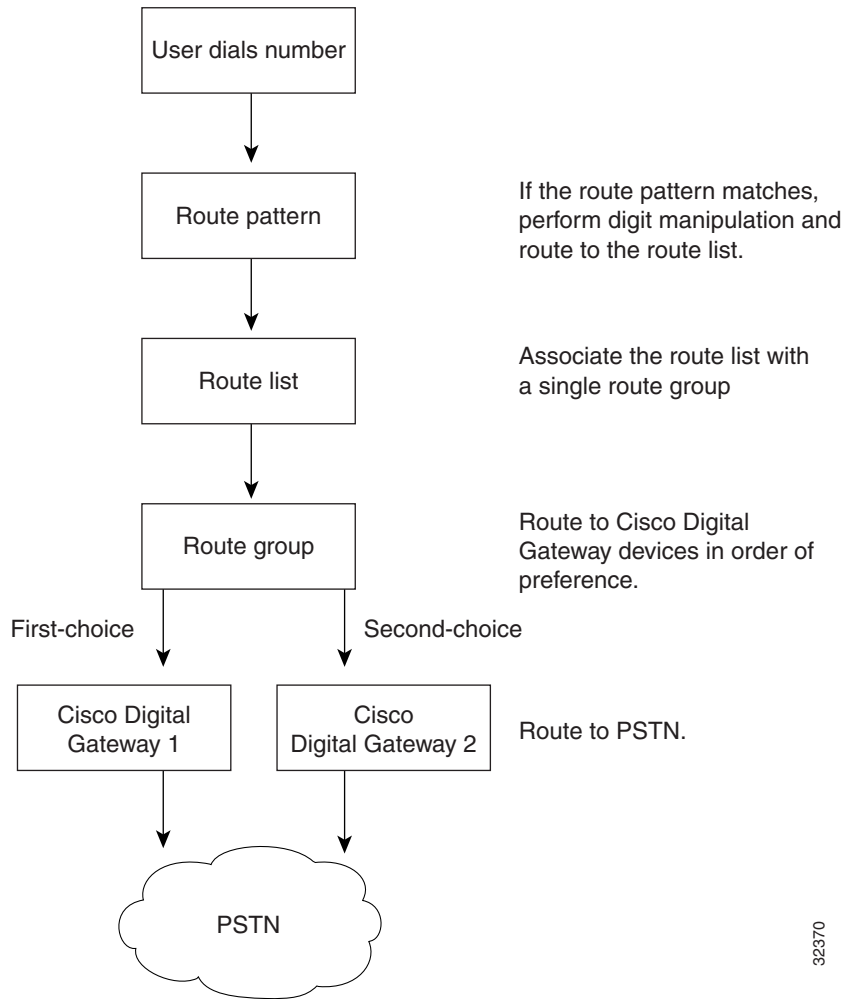 User dials number
Route pattern
If the route pattern matches,
perform digit manipulation and
route to the route list.
Route list
Associate the route list with
a single route group
Route group
Route to Cisco Digital
Gateway devices in order of
preference.
First-choice
Second-choice
Cisco Digital
Gateway 1
Cisco
Digital Gateway 2
Route to PSTN.
PSTN
32370